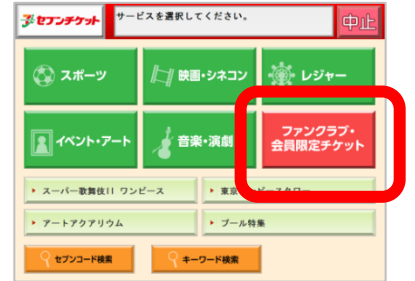 セブンチケット
サービスを選択してください。
中止
スポーツ
映画・シネコン
レジャー
イベント・アート
音楽・演劇
ファンクラブ・
会員限定チケット
スーパー歌舞伎II ワンピース
東京
アートアクアリウム
プール特集
セブンコード検索
キーワード検索